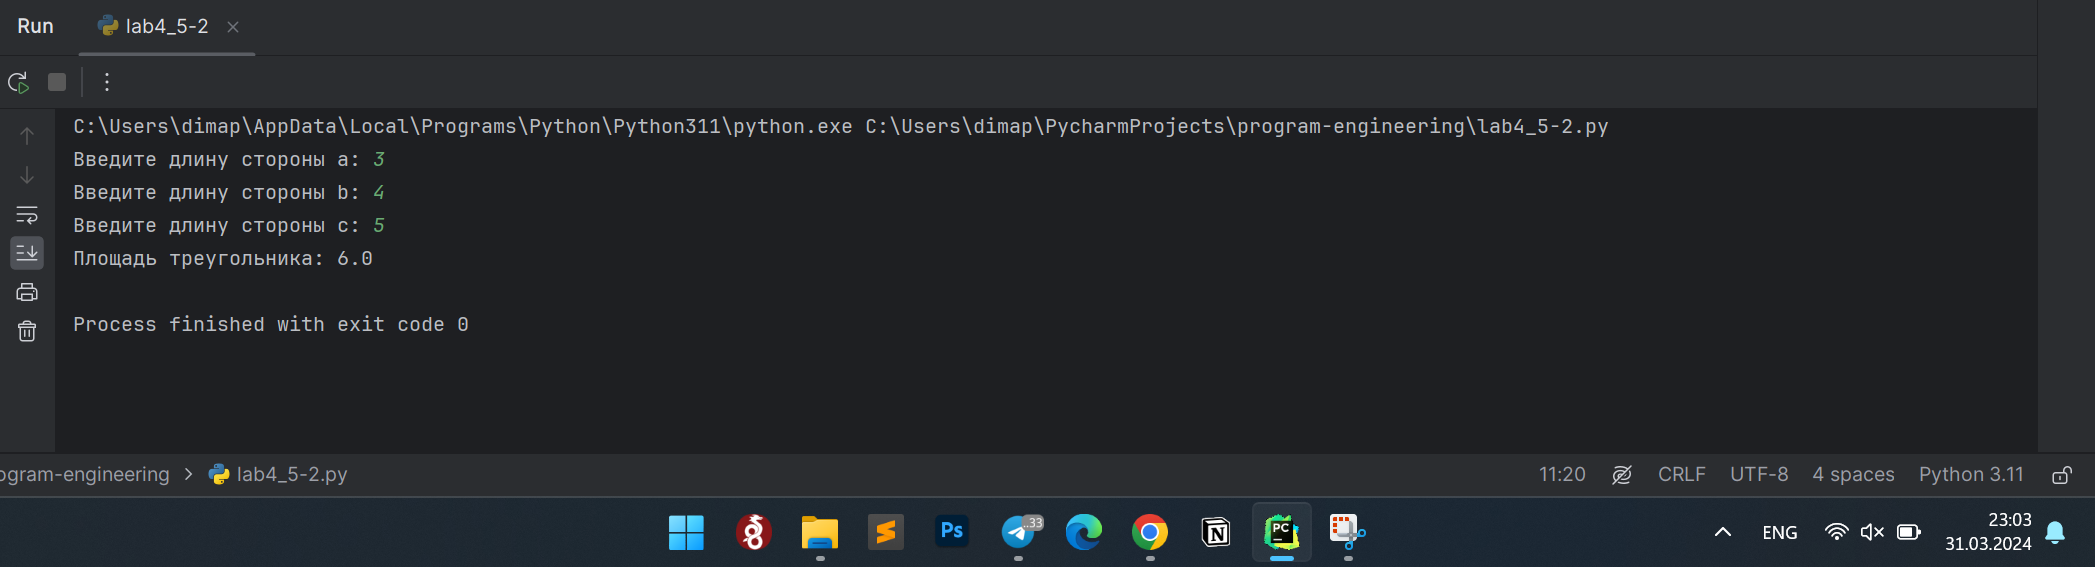 Run lab4_5-2
C:\Users\dimap\AppData\Local\Programs\Python\Python311\python.exe C:\Users\dimap\PycharmProjects\program-engineering\lab4_5-2.py
Введите длину стороны a: 3
Введите длину стороны b: 4
Введите длину стороны c: 5
Площадь треугольника: 6.0
Process finished with exit code 0
ogram-engineering > lab4_5-2.py 11:20 CRLF UTF-8 4 spaces Python 3.11
8 S Ps ..33 N PC ENG 23:03
31.03.2024